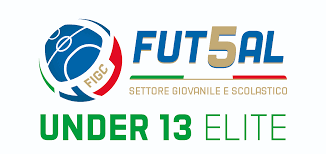 FIGC
FUT5AL
SETTORE GIOVANILE E SCOLASTICO
UNDER 13 ELITE